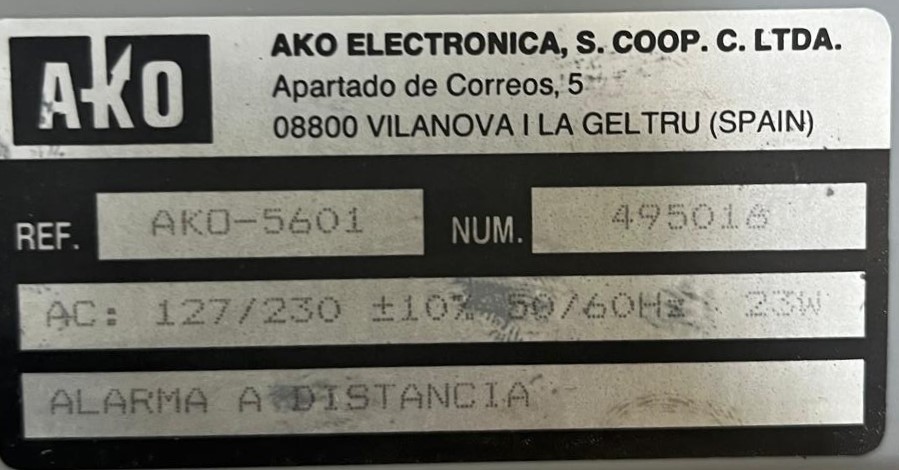 AKO
AKO ELECTRONICA, S. COOP. C. LTDA.
Apartado de Correos, 5
08800 VILANOVA I LA GELTRU (SPAIN)
REF. AKO-5601 NUM. 495016
AC: 127/230 ±10% 50/60Hz 23W
ALARMA A DISTANCIA